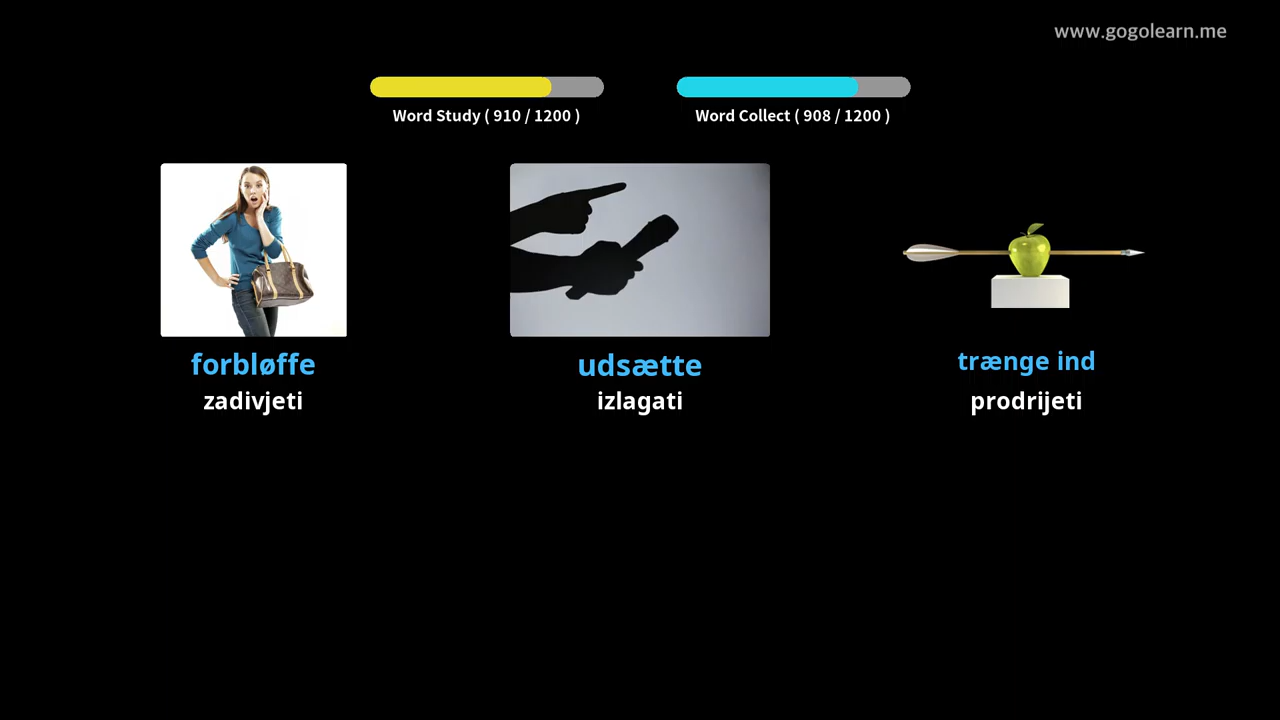 www.gogolearn.me
Word Study ( 910 / 1200 )
Word Collect ( 908 / 1200 )
forbløffe
zadivjeti
udsætte
izlagati
trænge ind
prodrijeti